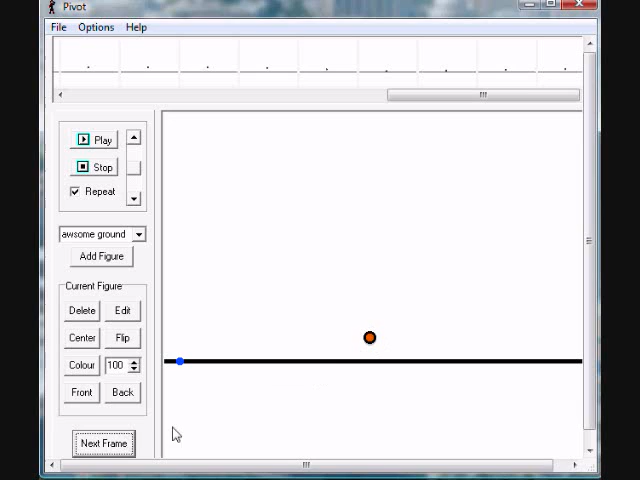 Pivot
File Options Help
Play
Stop
Repeat
awsome ground
Add Figure
Current Figure
Delete Edit
Center Flip
Colour 100
Front Back
Next Frame